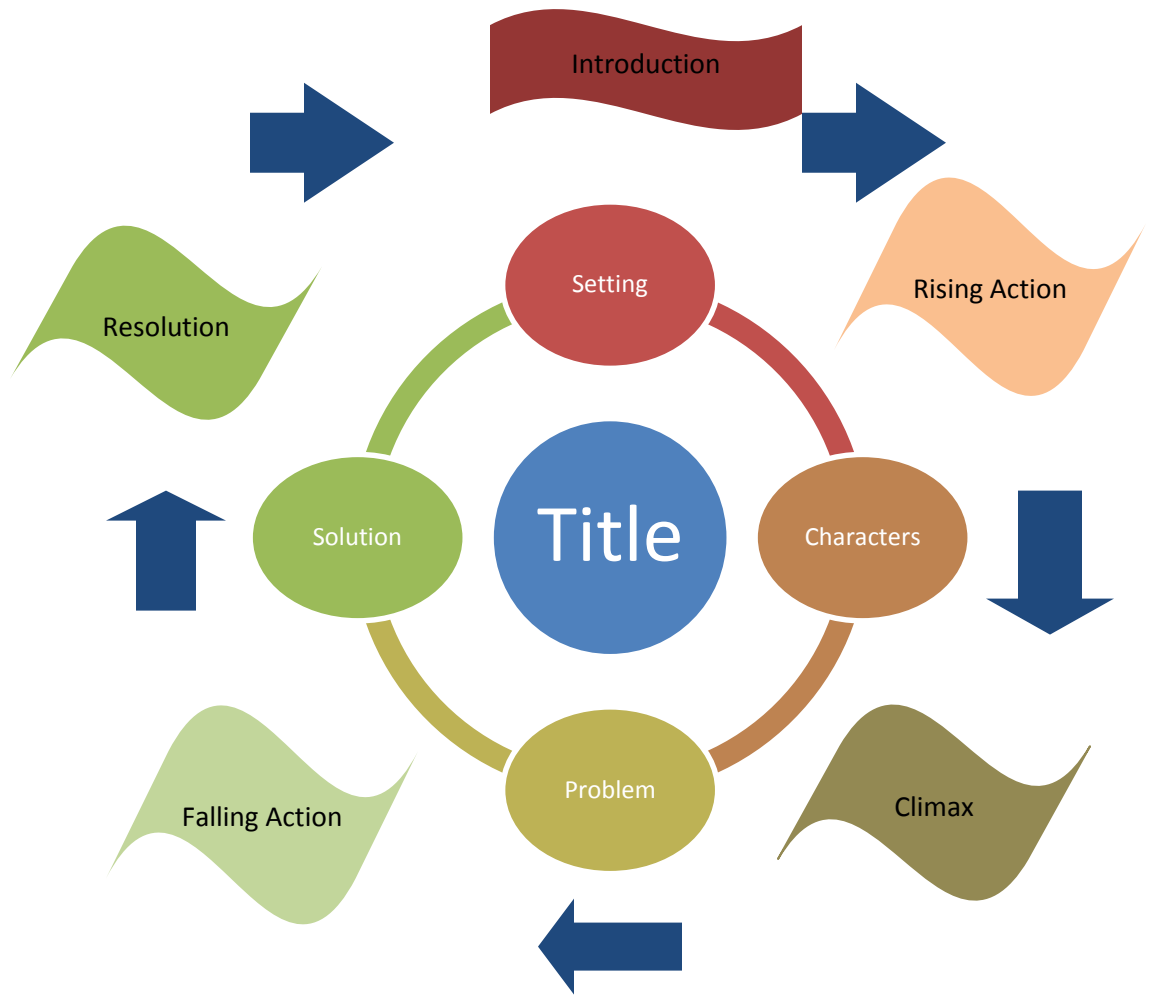 Introduction
Setting
Rising Action
Resolution
Title
Solution
Characters
Problem
Climax
Falling Action